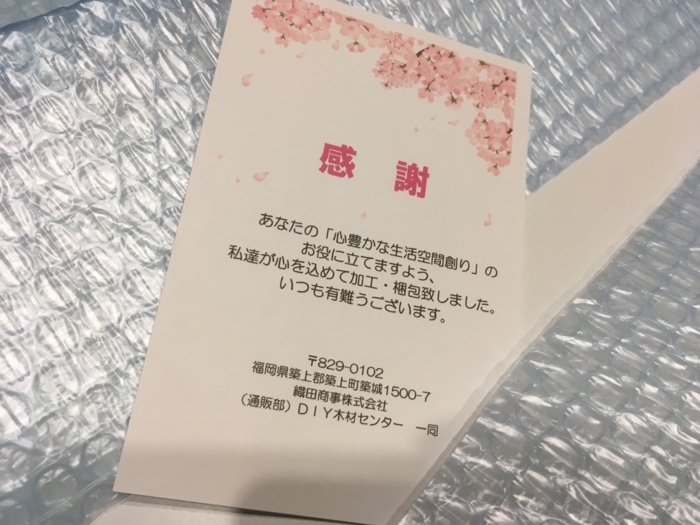 感 謝
あなたの「心豊かな生活空間創り」の
お役に立てますよう、
私達が心を込めて加工・梱包致しました。
いつも有難うございます。
〒829-0102
福岡県築上郡築上町築城1500-7
織田商事株式会社
（通販部）ＤＩＹ木材センター　一同